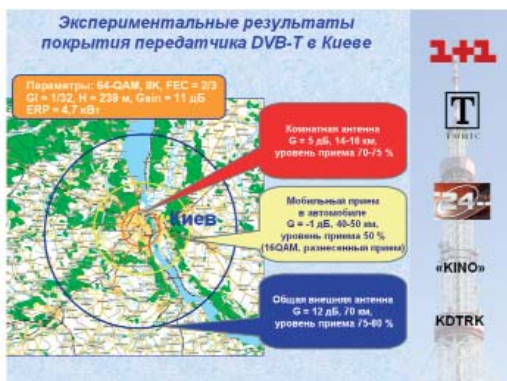 Экспериментальные результаты
покрытия передатчика DVB-T в Киеве
Параметры: 64-QAM, 8K, FEC = 2/3
GI = 1/32, H = 239 м, Gain = 11 дБ
ERP = 4,7 кВт
1+1
Комнатная антенна
G = 5 дБ, 14-16 км,
уровень приема 70-75 %
Т
ТОНИС
Киев
Мобильный прием
в автомобиле
G = -1 дБ, 40-50 км,
уровень приема 50 %
(16QAM, разнесенный прием)
24
«KINO»
Общая внешняя антенна
G = 12 дБ, 70 км,
уровень приема 75-80 %
KDTRK